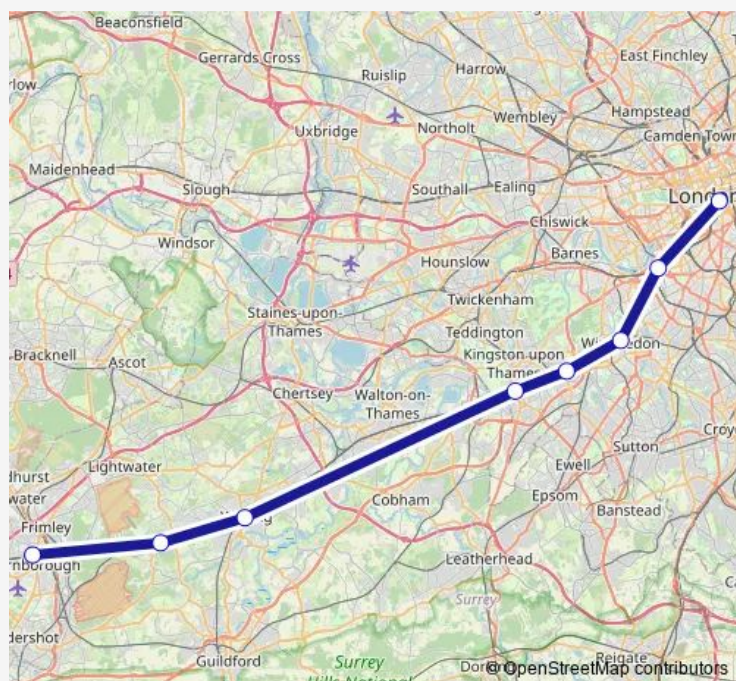 Beaconsfield
Gerrards Cross
East Finchley
Ruislip
Harrow
Hampstead
Wembley
Uxbridge
Northolt
Camden Town
Maidenhead
Slough
Southall
Ealing
London
Chiswick
Windsor
Barnes
Hounslow
Twickenham
Staines-upon-
Thames
Teddington
Kingston upon
Bracknell
Ascot
Chertsey
Walton-on-
Thames
Sutton
Lightwater
Ewell
Cobham
Epsom
Banstead
Frimley
Leatherhead
Surrey
Guildford
Surrey
Reigate
© OpenStreetMap contributors